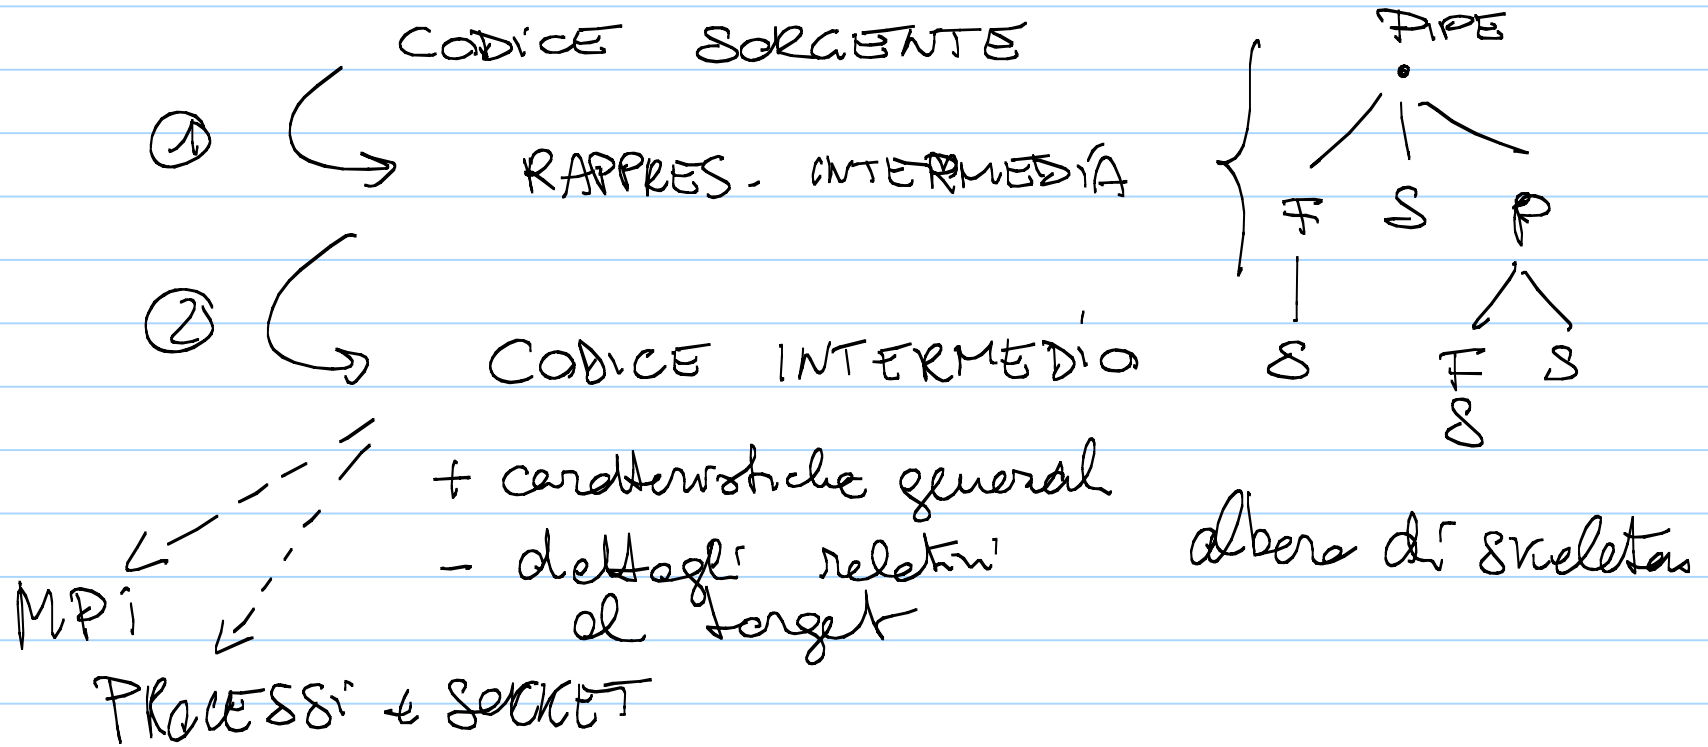 CODICE SORGENTE
PIPE
1
RAPPRES. INTERMEDIA
F S P
2
CODICE INTERMEDIO
S F S
S
+ caratteristiche generali
- dettagli relativi
al target
albero di skeleton
MPi
PROCESSi + SOCKET